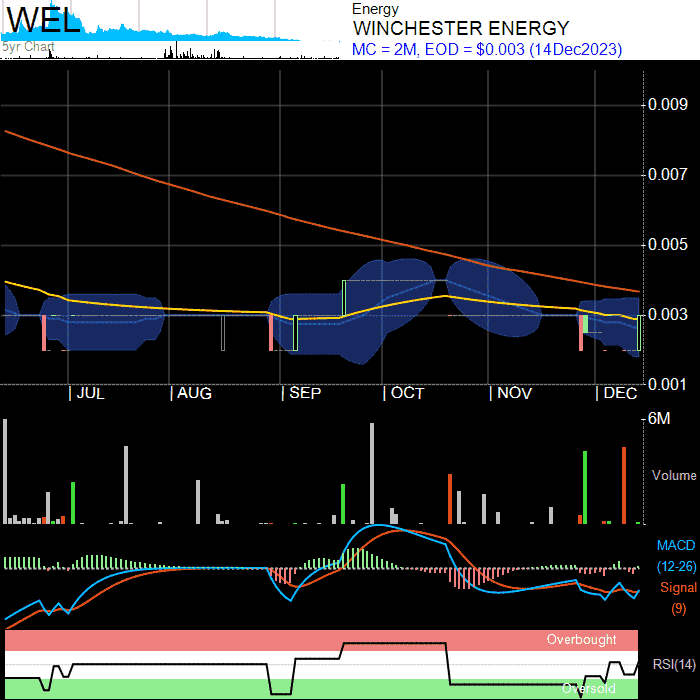 WEL
5yr Chart
Energy
WINCHESTER ENERGY
MC = 2M, EOD = $0.003 (14Dec2023)
0.009
0.007
0.005
0.003
0.001
JUL AUG SEP OCT NOV DEC
6M
Volume
MACD
(12-26)
Signal
(9)
Overbought
RSI(14)
Oversold